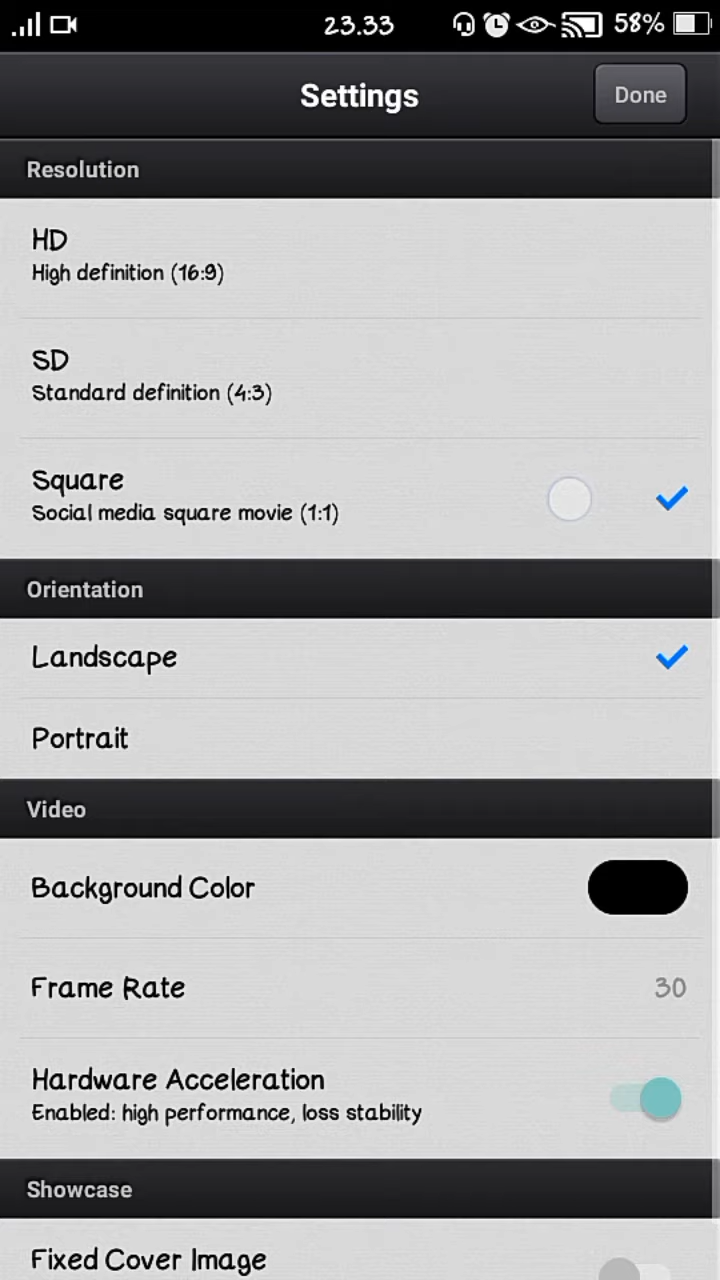 23.33
58%
Settings
Done
Resolution
HD
High definition (16:9)
SD
Standard definition (4:3)
Square
Social media square movie (1:1)
Orientation
Landscape
Portrait
Video
Background Color
Frame Rate
30
Hardware Acceleration
Enabled: high performance, loss stability
Showcase
Fixed Cover Image